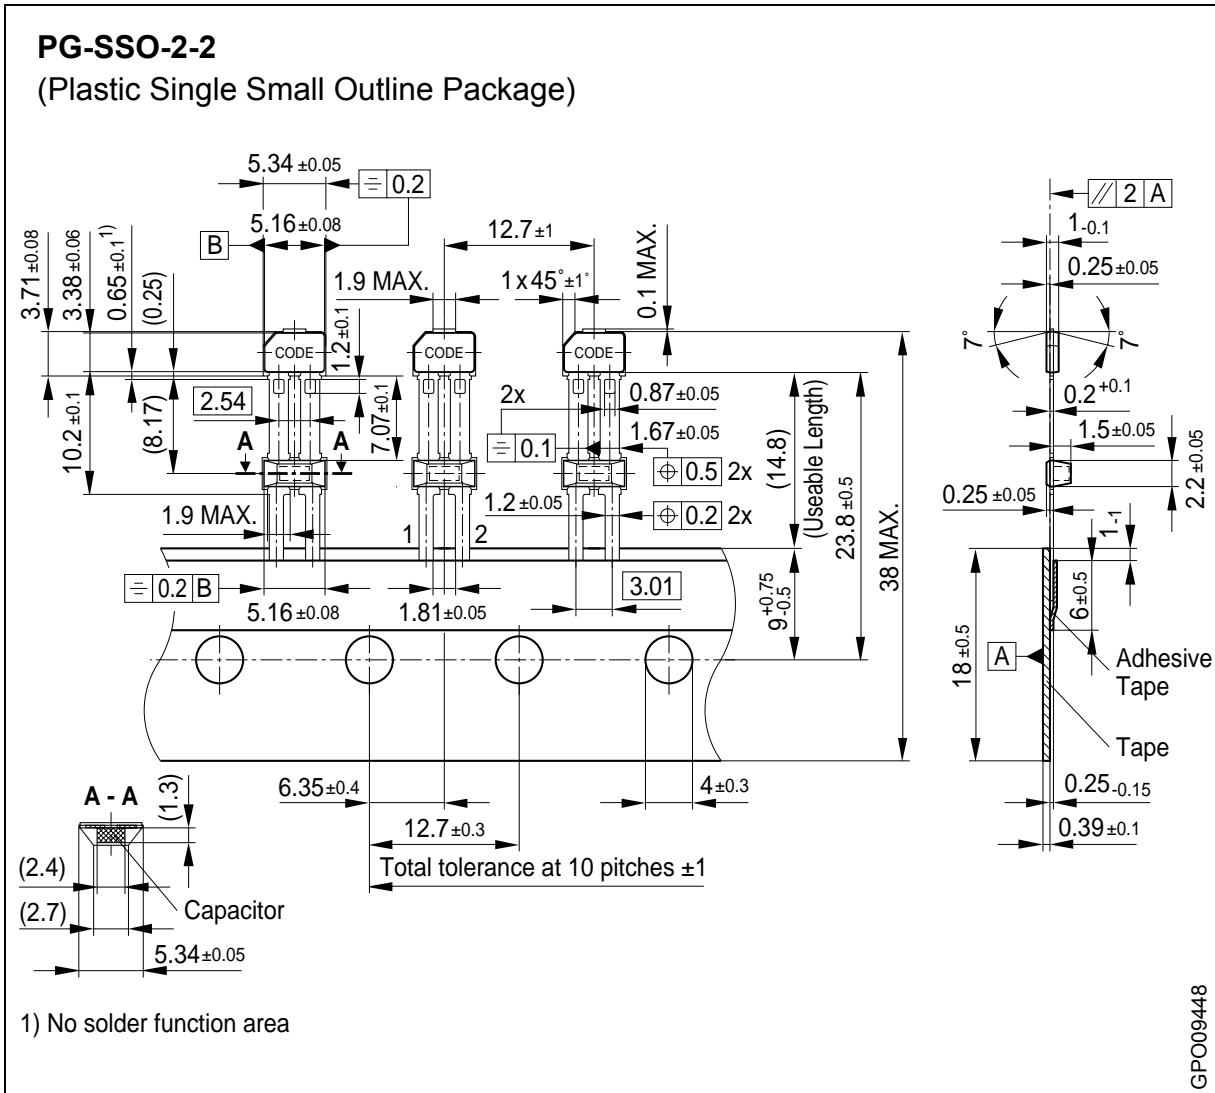 PG-SSO-2-2
(Plastic Single Small Outline Package)
5.34 ±0.05
⌯ 0.2
5.16 ±0.08
B
12.7 ±1
// 2 A
1 -0.1
0.25 ±0.05
3.71 ±0.08
3.38 ±0.06
0.65 ±0.1 1)
(0.25)
1.9 MAX.
1 x 45° ±1°
0.1 MAX.
1.2 ±0.1
CODE
CODE
CODE
7°
7°
2.54
2x
0.87 ±0.05
0.2 +0.1
10.2 ±0.1
(8.17)
A
A
7.07 ±0.1
⌯ 0.1
1.67 ±0.05
⌖ 0.5 2x
1.5 ±0.05
2.2 ±0.05
1.9 MAX.
1
2
1.2 ±0.05
⌖ 0.2 2x
(14.8)
(Useable Length)
23.8 ±0.5
38 MAX.
0.25 ±0.05
1 -1
⌯ 0.2 B
5.16 ±0.08
1.81 ±0.05
3.01
9 +0.75 -0.5
6 ±0.5
18 ±0.5
A
Adhesive
Tape
Tape
6.35 ±0.4
4 ±0.3
12.7 ±0.3
Total tolerance at 10 pitches ±1
0.25 -0.15
0.39 ±0.1
A - A
(1.3)
(2.4)
(2.7)
Capacitor
5.34 ±0.05
1) No solder function area
GPO09448